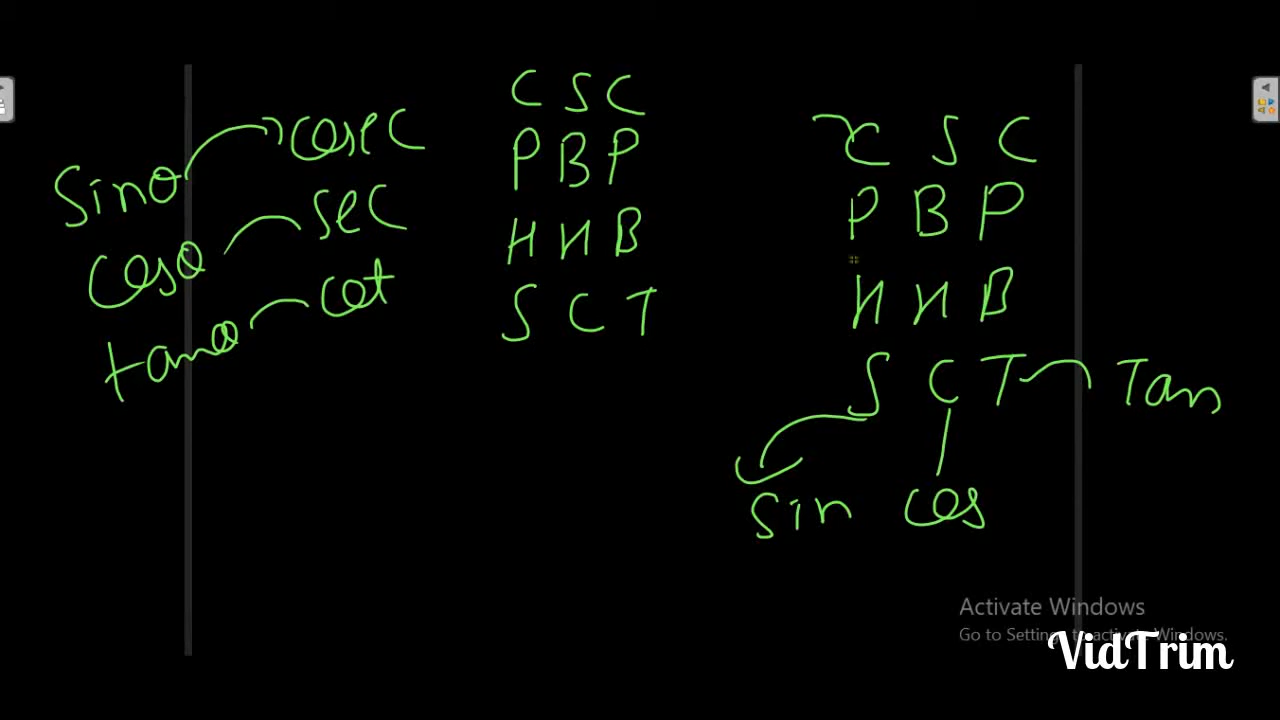 Sinθ cosec
cosθ sec
tanθ cot
C S C
P B P
H H B
S C T
C S C
P B P
H H B
S C T Tan
Sin cos
Activate Windows
Go to Settings to activate Windows.
VidTrim